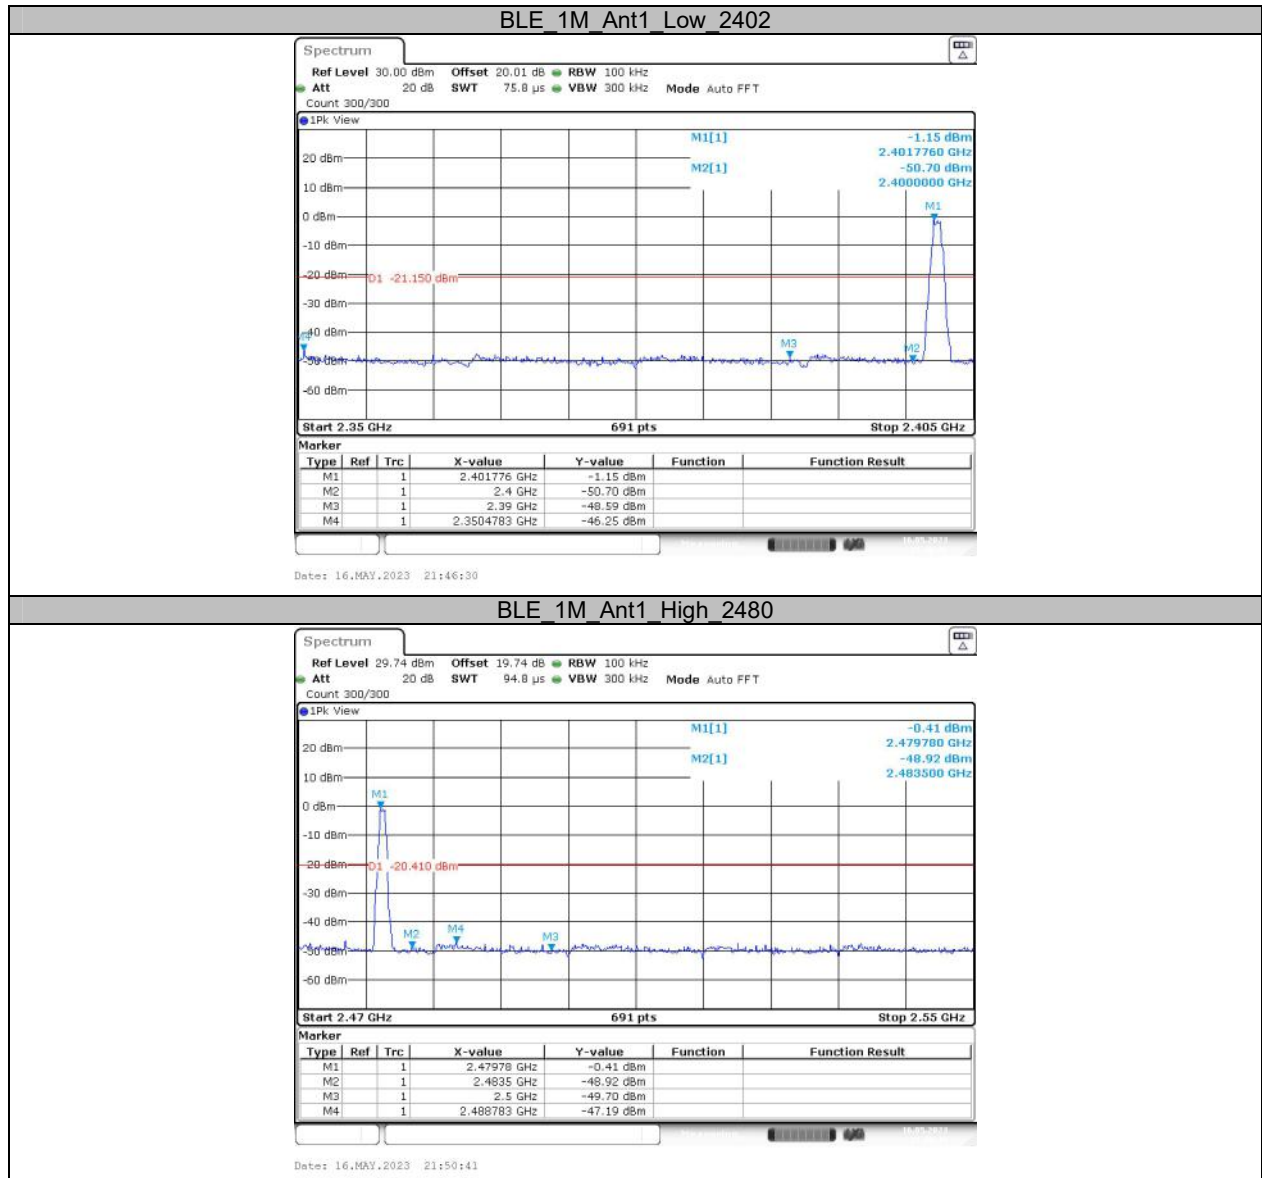 BLE_1M_Ant1_Low_2402
Spectrum
Ref Level 30.00 dBm Offset 20.01 dB RBW 100 kHz
Att 20 dB SWT 75.8 µs VBW 300 kHz Mode Auto FFT
Count 300/300
1Pk View
M1[1] -1.15 dBm
2.4017760 GHz
M2[1] -50.70 dBm
2.4000000 GHz
20 dBm
10 dBm
M1
0 dBm
-10 dBm
-20 dBm
D1 -21.150 dBm
-30 dBm
-40 dBm
M4
M3
M2
-50 dBm
-60 dBm
Start 2.35 GHz 691 pts Stop 2.405 GHz
Marker
Type Ref Trc X-value Y-value Function Function Result
M1 1 2.401776 GHz -1.15 dBm
M2 1 2.4 GHz -50.70 dBm
M3 1 2.39 GHz -48.59 dBm
M4 1 2.3504783 GHz -46.25 dBm
Date: 16.MAY.2023 21:46:30
BLE_1M_Ant1_High_2480
Spectrum
Ref Level 29.74 dBm Offset 19.74 dB RBW 100 kHz
Att 20 dB SWT 94.8 µs VBW 300 kHz Mode Auto FFT
Count 300/300
1Pk View
M1[1] -0.41 dBm
2.479780 GHz
M2[1] -48.92 dBm
2.483500 GHz
20 dBm
10 dBm
M1
0 dBm
-10 dBm
-20 dBm
D1 -20.410 dBm
-30 dBm
-40 dBm
M2 M4 M3
-50 dBm
-60 dBm
Start 2.47 GHz 691 pts Stop 2.55 GHz
Marker
Type Ref Trc X-value Y-value Function Function Result
M1 1 2.47978 GHz -0.41 dBm
M2 1 2.4835 GHz -48.92 dBm
M3 1 2.5 GHz -49.70 dBm
M4 1 2.488783 GHz -47.19 dBm
Date: 16.MAY.2023 21:50:41